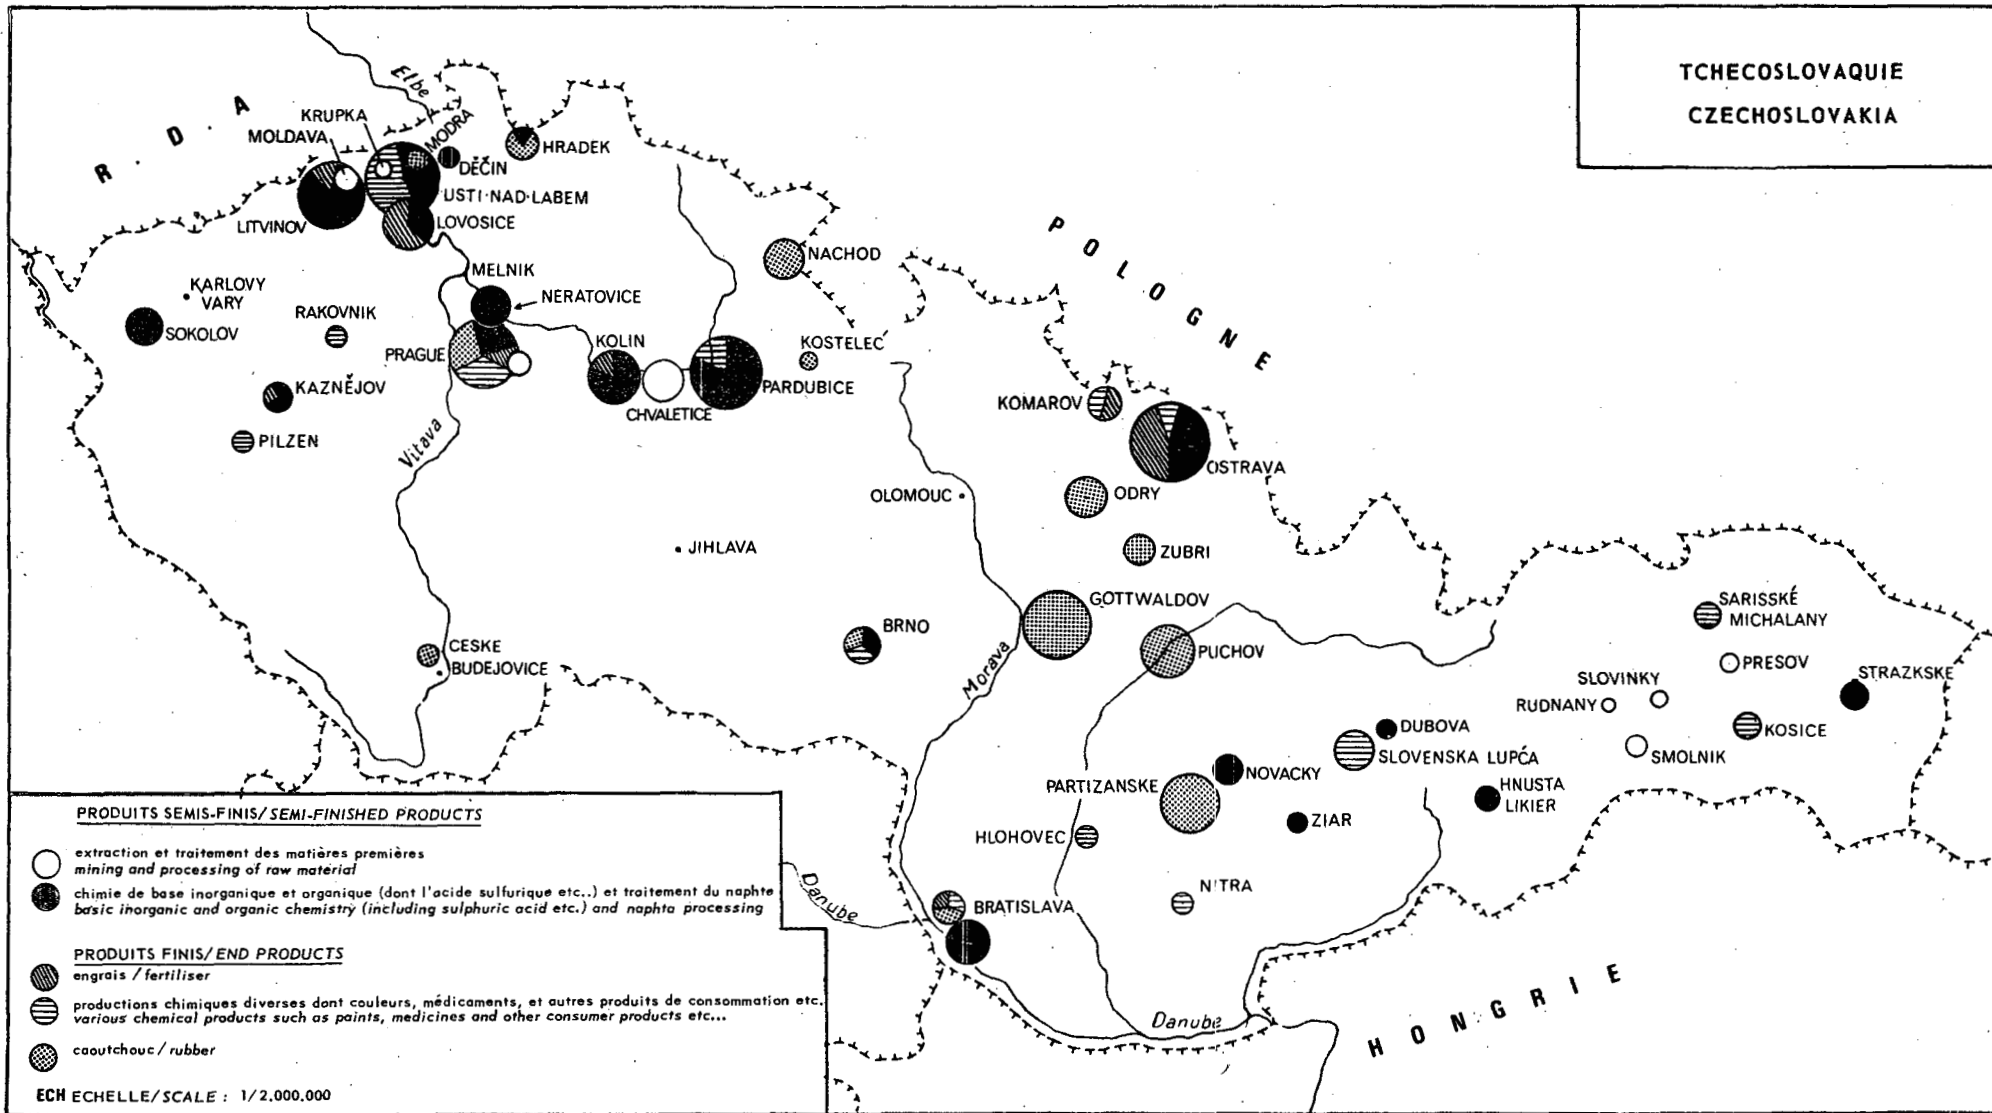 TCHECOSLOVAQUIE
CZECHOSLOVAKIA
R . D . A
Elbe
KRUPKA
MOLDAVA
MODRA
HRADEK
DĚČIN
USTI-NAD-LABEM
LITVINOV
LOVOSICE
POLOGNE
NACHOD
MELNIK
KARLOVY
VARY
NERATOVICE
RAKOVNIK
SOKOLOV
KOLIN
KOSTELEC
PRAGUE
KAZNĚJOV
PARDUBICE
CHVALETICE
KOMAROV
PILZEN
Vltava
OSTRAVA
OLOMOUC
ODRY
JIHLAVA
ZUBRI
GOTTWALDOV
SARISSKÉ
MICHALANY
BRNO
CESKE
BUDEJOVICE
PUCHOV
PRESOV
Morava
SLOVINKY
STRAZKSKE
RUDNANY
DUBOVA
KOSICE
SLOVENSKA LUPĆA
SMOLNIK
NOVACKY
PARTIZANSKE
HNUSTA
LIKIER
ZIAR
HLOHOVEC
NITRA
Danube
BRATISLAVA
Danube
HONGRIE
PRODUITS SEMIS-FINIS/SEMI-FINISHED PRODUCTS
extraction et traitement des matières premières
mining and processing of raw material
chimie de base inorganique et organique (dont l'acide sulfurique etc..) et traitement du naphte
basic inorganic and organic chemistry (including sulphuric acid etc.) and naphta processing
PRODUITS FINIS/END PRODUCTS
engrais / fertiliser
productions chimiques diverses dont couleurs, médicaments, et autres produits de consommation etc.
various chemical products such as paints, medicines and other consumer products etc...
caoutchouc / rubber
ECH ECHELLE/SCALE : 1/2.000.000